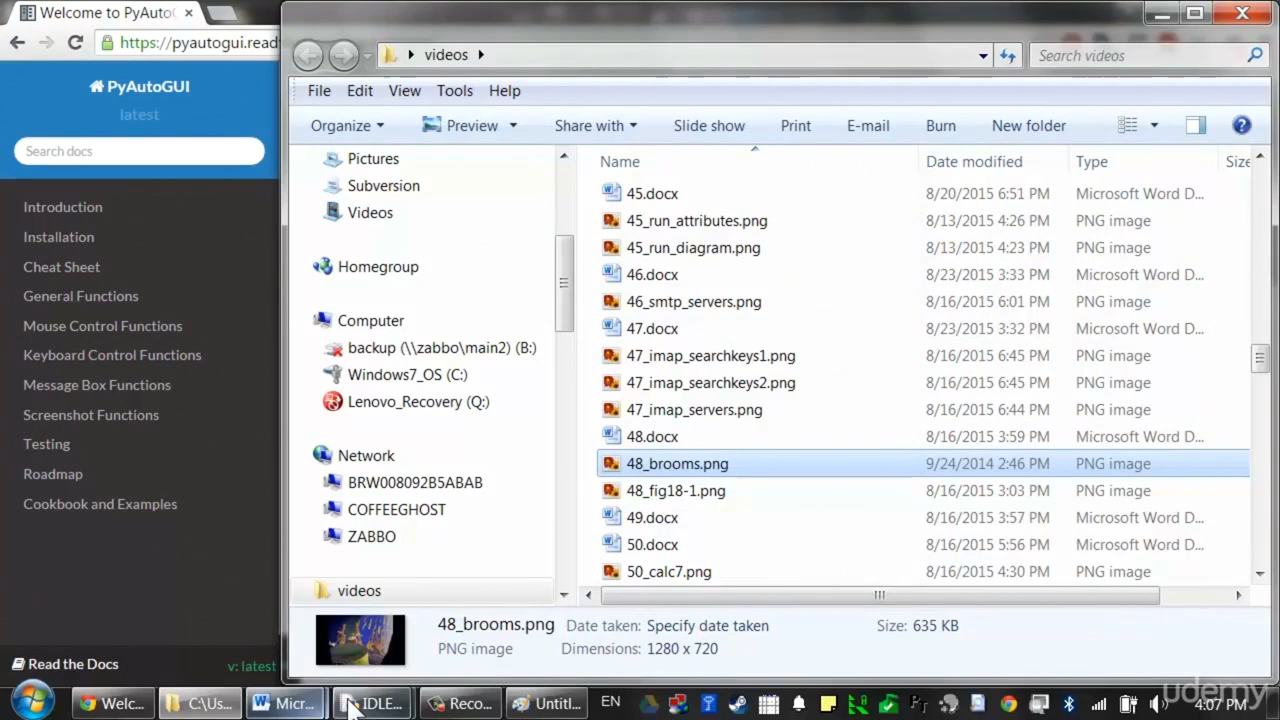 Welcome to PyAuto
https://pyautogui.read
PyAutoGUI
latest
Search docs
Introduction
Installation
Cheat Sheet
General Functions
Mouse Control Functions
Keyboard Control Functions
Message Box Functions
Screenshot Functions
Testing
Roadmap
Cookbook and Examples
Read the Docs
v: latest
videos
Search videos
File Edit View Tools Help
Organize Preview Share with Slide show Print E-mail Burn New folder
Pictures
Subversion
Videos
Homegroup
Computer
backup (\\zabbo\main2) (B:)
Windows7_OS (C:)
Lenovo_Recovery (Q:)
Network
BRW008092B5ABAB
COFFEEGHOST
ZABBO
videos
Name Date modified Type Size
45.docx 8/20/2015 6:51 PM Microsoft Word D...
45_run_attributes.png 8/13/2015 4:26 PM PNG image
45_run_diagram.png 8/13/2015 4:23 PM PNG image
46.docx 8/23/2015 3:33 PM Microsoft Word D...
46_smtp_servers.png 8/16/2015 6:01 PM PNG image
47.docx 8/23/2015 3:32 PM Microsoft Word D...
47_imap_searchkeys1.png 8/16/2015 6:45 PM PNG image
47_imap_searchkeys2.png 8/16/2015 6:45 PM PNG image
47_imap_servers.png 8/16/2015 6:44 PM PNG image
48.docx 8/16/2015 3:59 PM Microsoft Word D...
48_brooms.png 9/24/2014 2:46 PM PNG image
48_fig18-1.png 8/16/2015 3:03 PM PNG image
49.docx 8/16/2015 3:57 PM Microsoft Word D...
50.docx 8/16/2015 5:56 PM Microsoft Word D...
50_calc7.png 8/16/2015 4:30 PM PNG image
48_brooms.png Date taken: Specify date taken Size: 635 KB
PNG image Dimensions: 1280 x 720
Welc... C:\Us... Micr... IDLE... Reco... Untitl... EN 4:07 PM
udemy